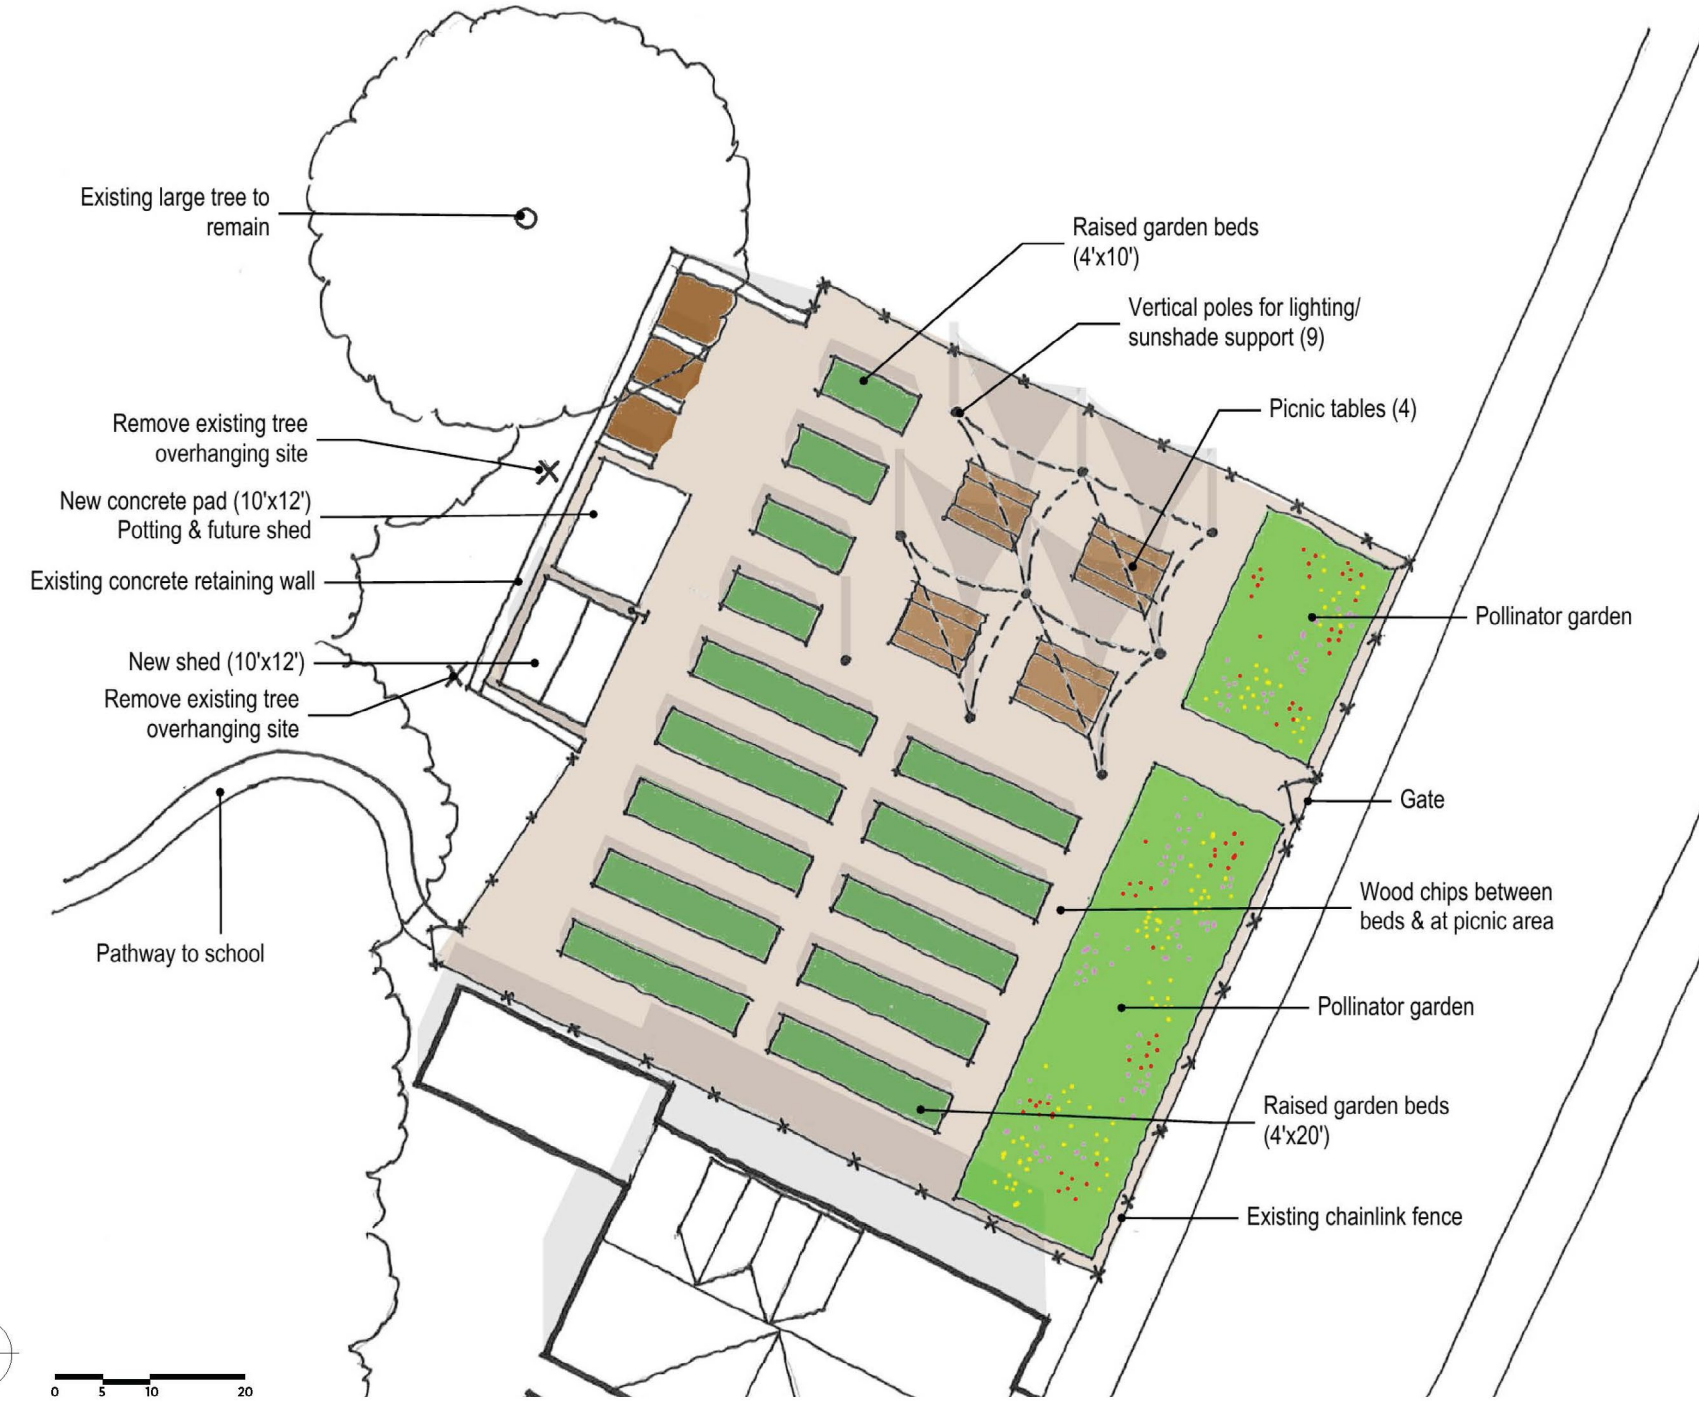 Existing large tree to
remain
Raised garden beds
(4'x10')
Vertical poles for lighting/
sunshade support (9)
Picnic tables (4)
Remove existing tree
overhanging site
New concrete pad (10'x12')
Potting & future shed
Existing concrete retaining wall
Pollinator garden
New shed (10'x12')
Remove existing tree
overhanging site
Gate
Wood chips between
beds & at picnic area
Pathway to school
Pollinator garden
Raised garden beds
(4'x20')
Existing chainlink fence
0 5 10 20